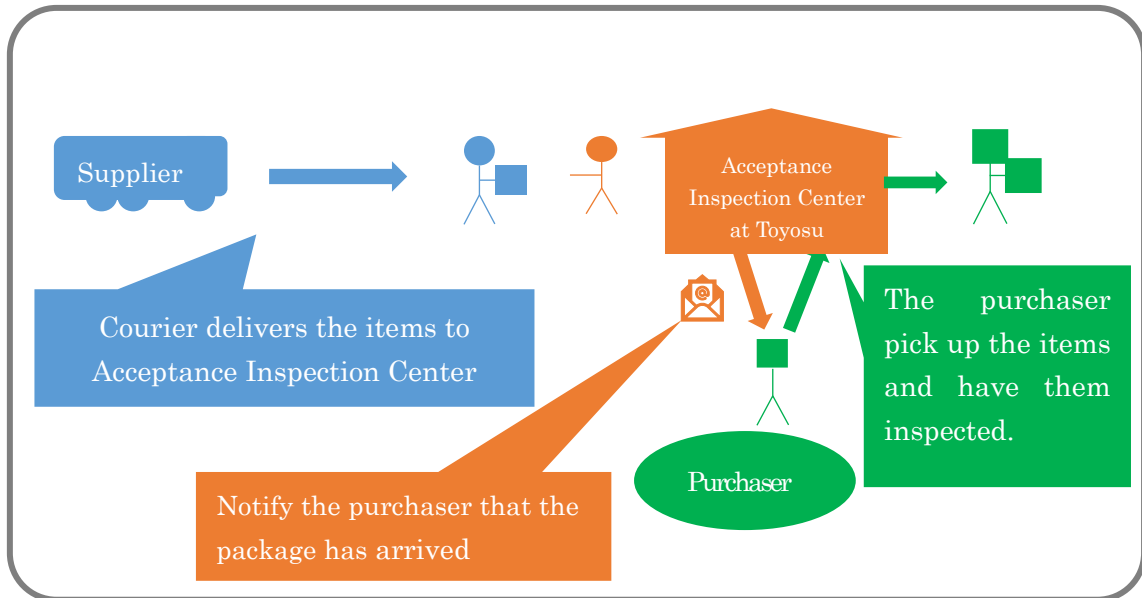 Supplier
Acceptance
Inspection Center
at Toyosu
Courier delivers the items to
Acceptance Inspection Center
@
The purchaser
pick up the items
and have them
inspected.
Purchaser
Notify the purchaser that the
package has arrived